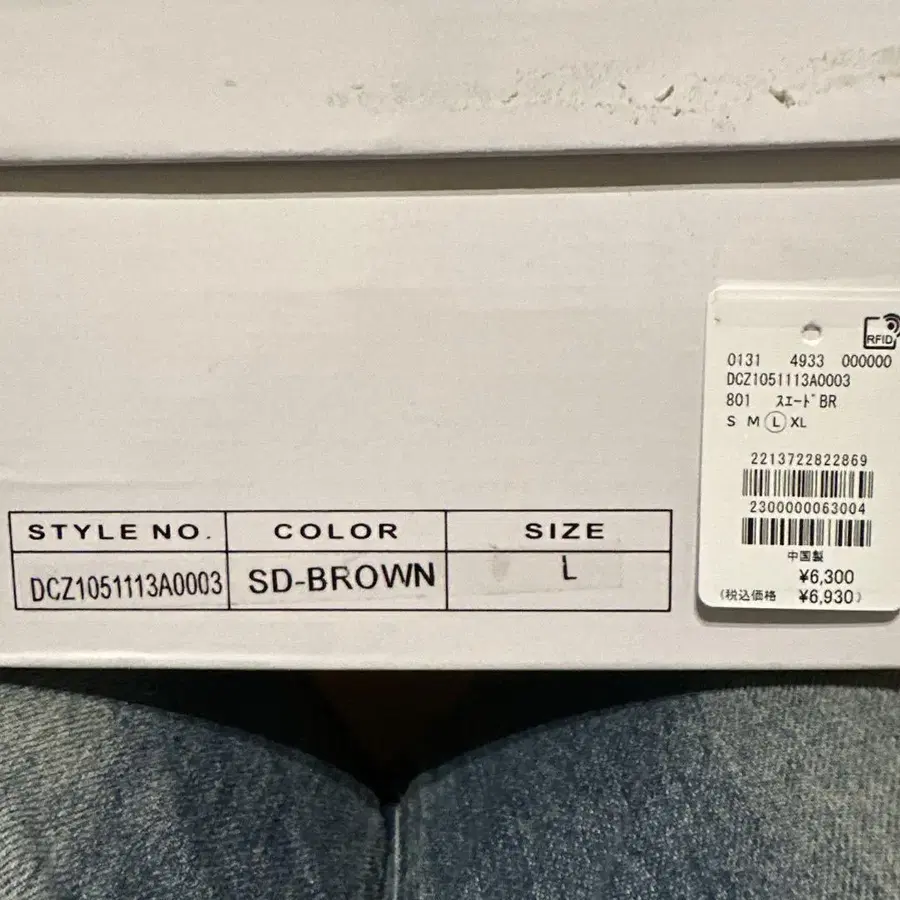 STYLE NO. COLOR SIZE
DCZ1051113A0003 SD-BROWN L
RFID
0131 4933 000000
DCZ1051113A0003
801 スエードBR
S M L XL
2213722822869
2300000063004
中国製
¥6,300
(税込価格 ¥6,930)